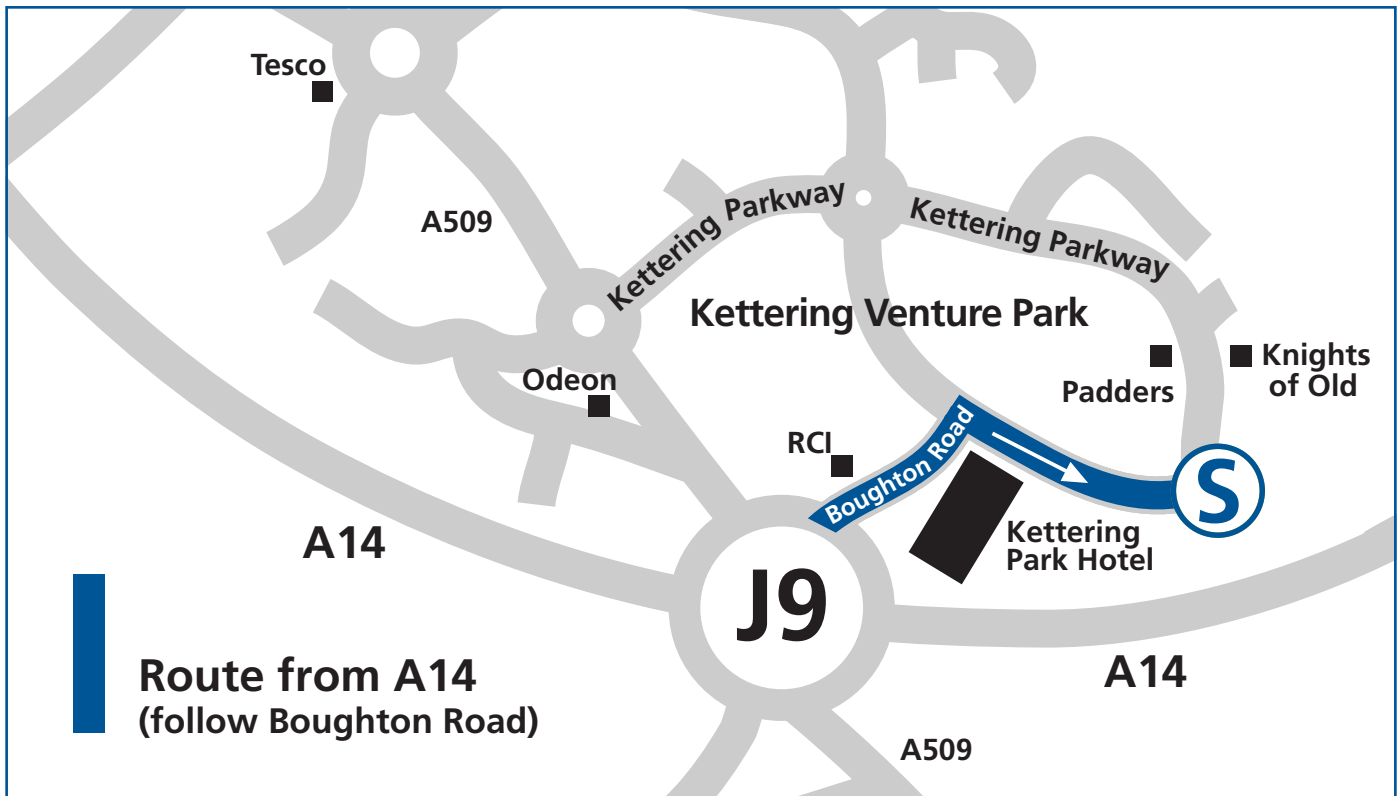 Tesco
A509
Kettering Parkway
Kettering Parkway
Kettering Venture Park
Odeon
Padders
Knights
of Old
RCI
Boughton Road
S
Kettering
Park Hotel
A14
J9
A14
Route from A14
(follow Boughton Road)
A509